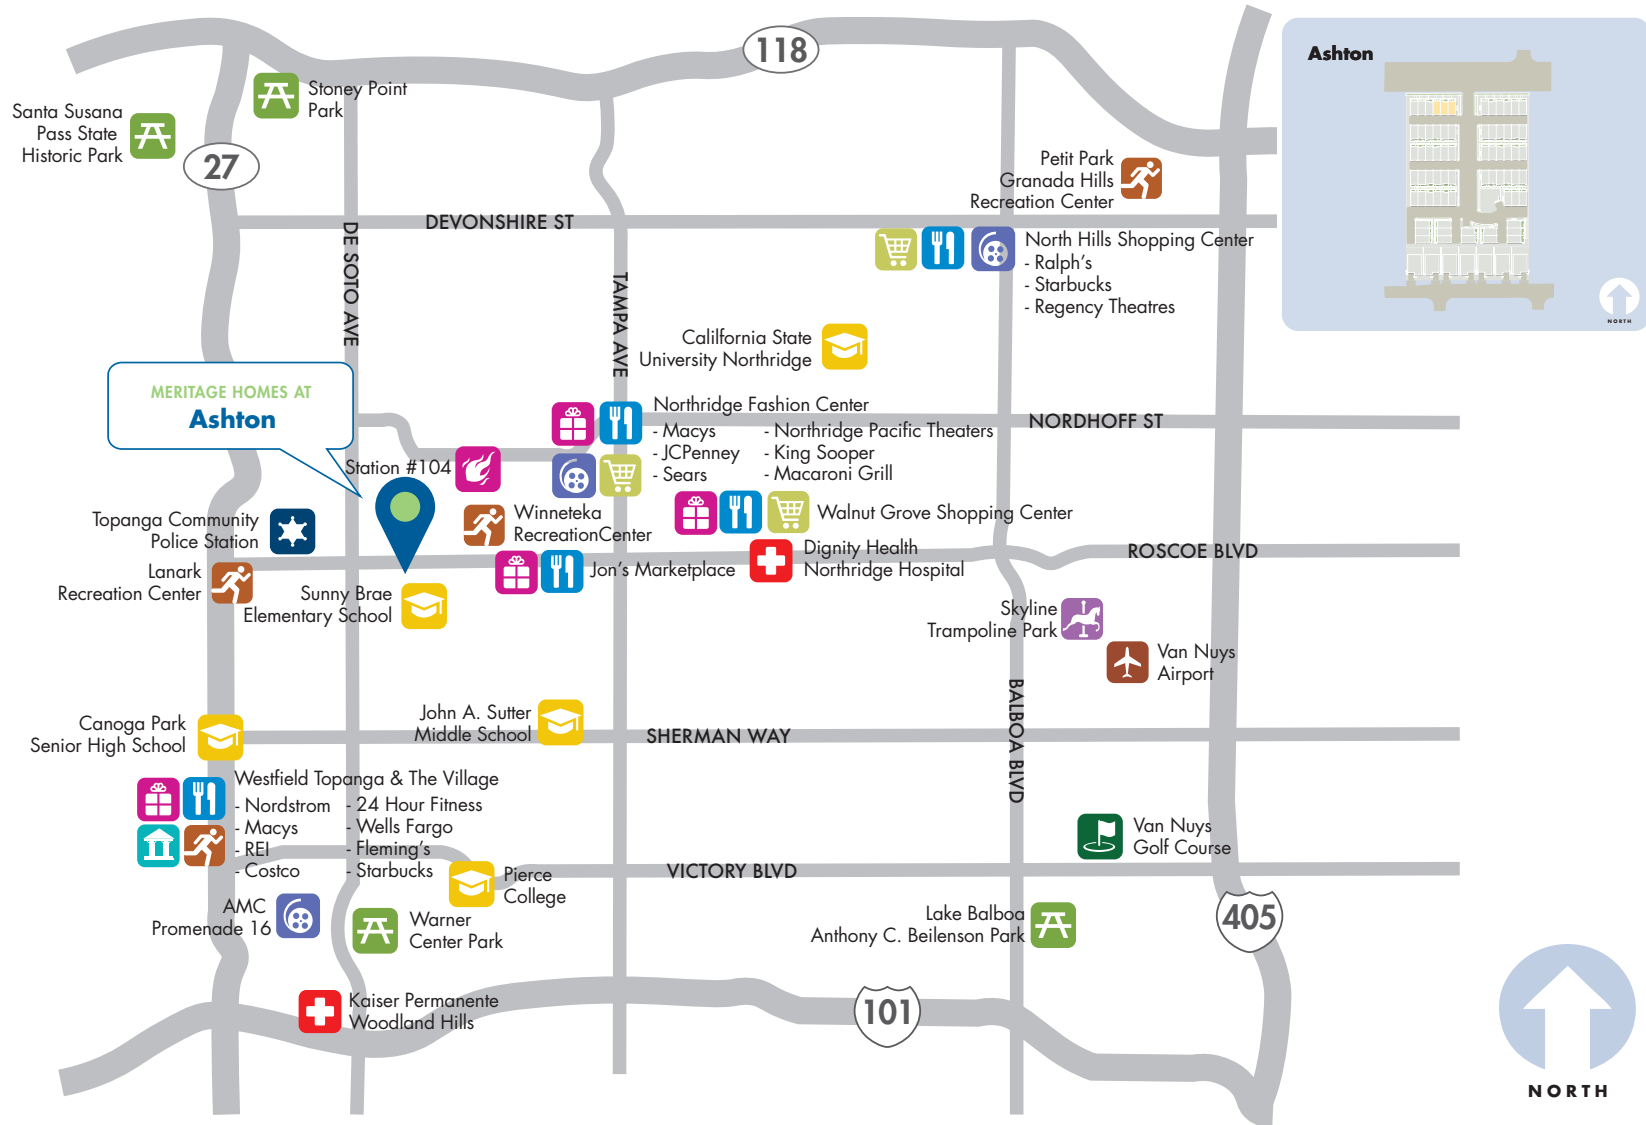 118
Ashton
Stoney Point
Park
Santa Susana
Pass State
Historic Park
27
Petit Park
Granada Hills
Recreation Center
DEVONSHIRE ST
DE SOTO AVE
TAMPA AVE
North Hills Shopping Center
- Ralph's
- Starbucks
- Regency Theatres
NORTH
Calilfornia State
University Northridge
MERITAGE HOMES AT
Ashton
Northridge Fashion Center
- Macys
- JCPenney
- Sears
- Northridge Pacific Theaters
- King Sooper
- Macaroni Grill
NORDHOFF ST
Station #104
Topanga Community
Police Station
Winneteka
RecreationCenter
Walnut Grove Shopping Center
Dignity Health
Northridge Hospital
ROSCOE BLVD
Lanark
Recreation Center
Sunny Brae
Elementary School
Jon's Marketplace
Skyline
Trampoline Park
Van Nuys
Airport
BALBOA BLVD
Canoga Park
Senior High School
John A. Sutter
Middle School
SHERMAN WAY
Westfield Topanga & The Village
- Nordstrom
- Macys
- REI
- Costco
- 24 Hour Fitness
- Wells Fargo
- Fleming's
- Starbucks
Van Nuys
Golf Course
VICTORY BLVD
Pierce
College
AMC
Promenade 16
Warner
Center Park
Lake Balboa
Anthony C. Beilenson Park
405
Kaiser Permanente
Woodland Hills
101
NORTH